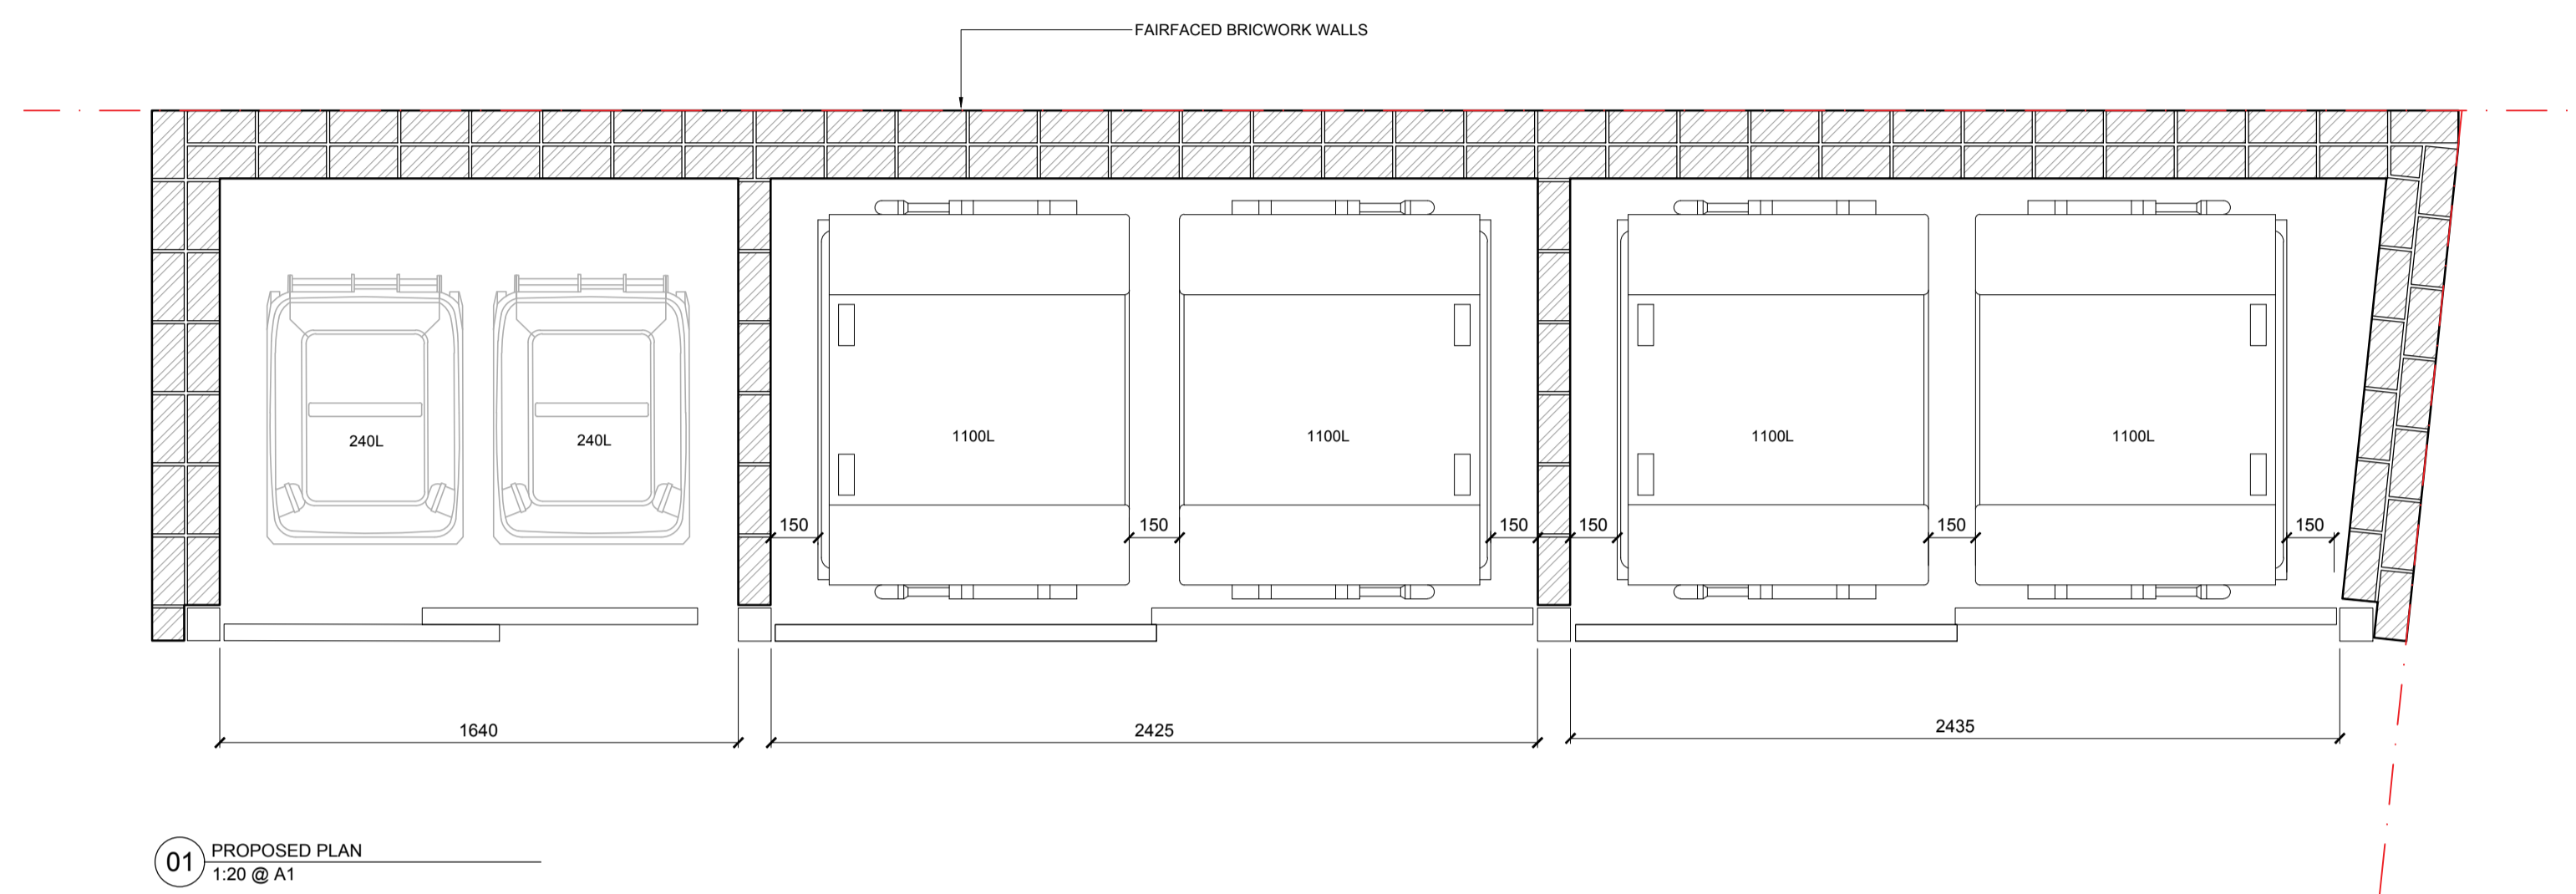 FAIRFACED BRICWORK WALLS
240L
240L
1100L
1100L
1100L
1100L
150
150
150
150
150
150
1640
2425
2435
01
PROPOSED PLAN
1:20 @ A1